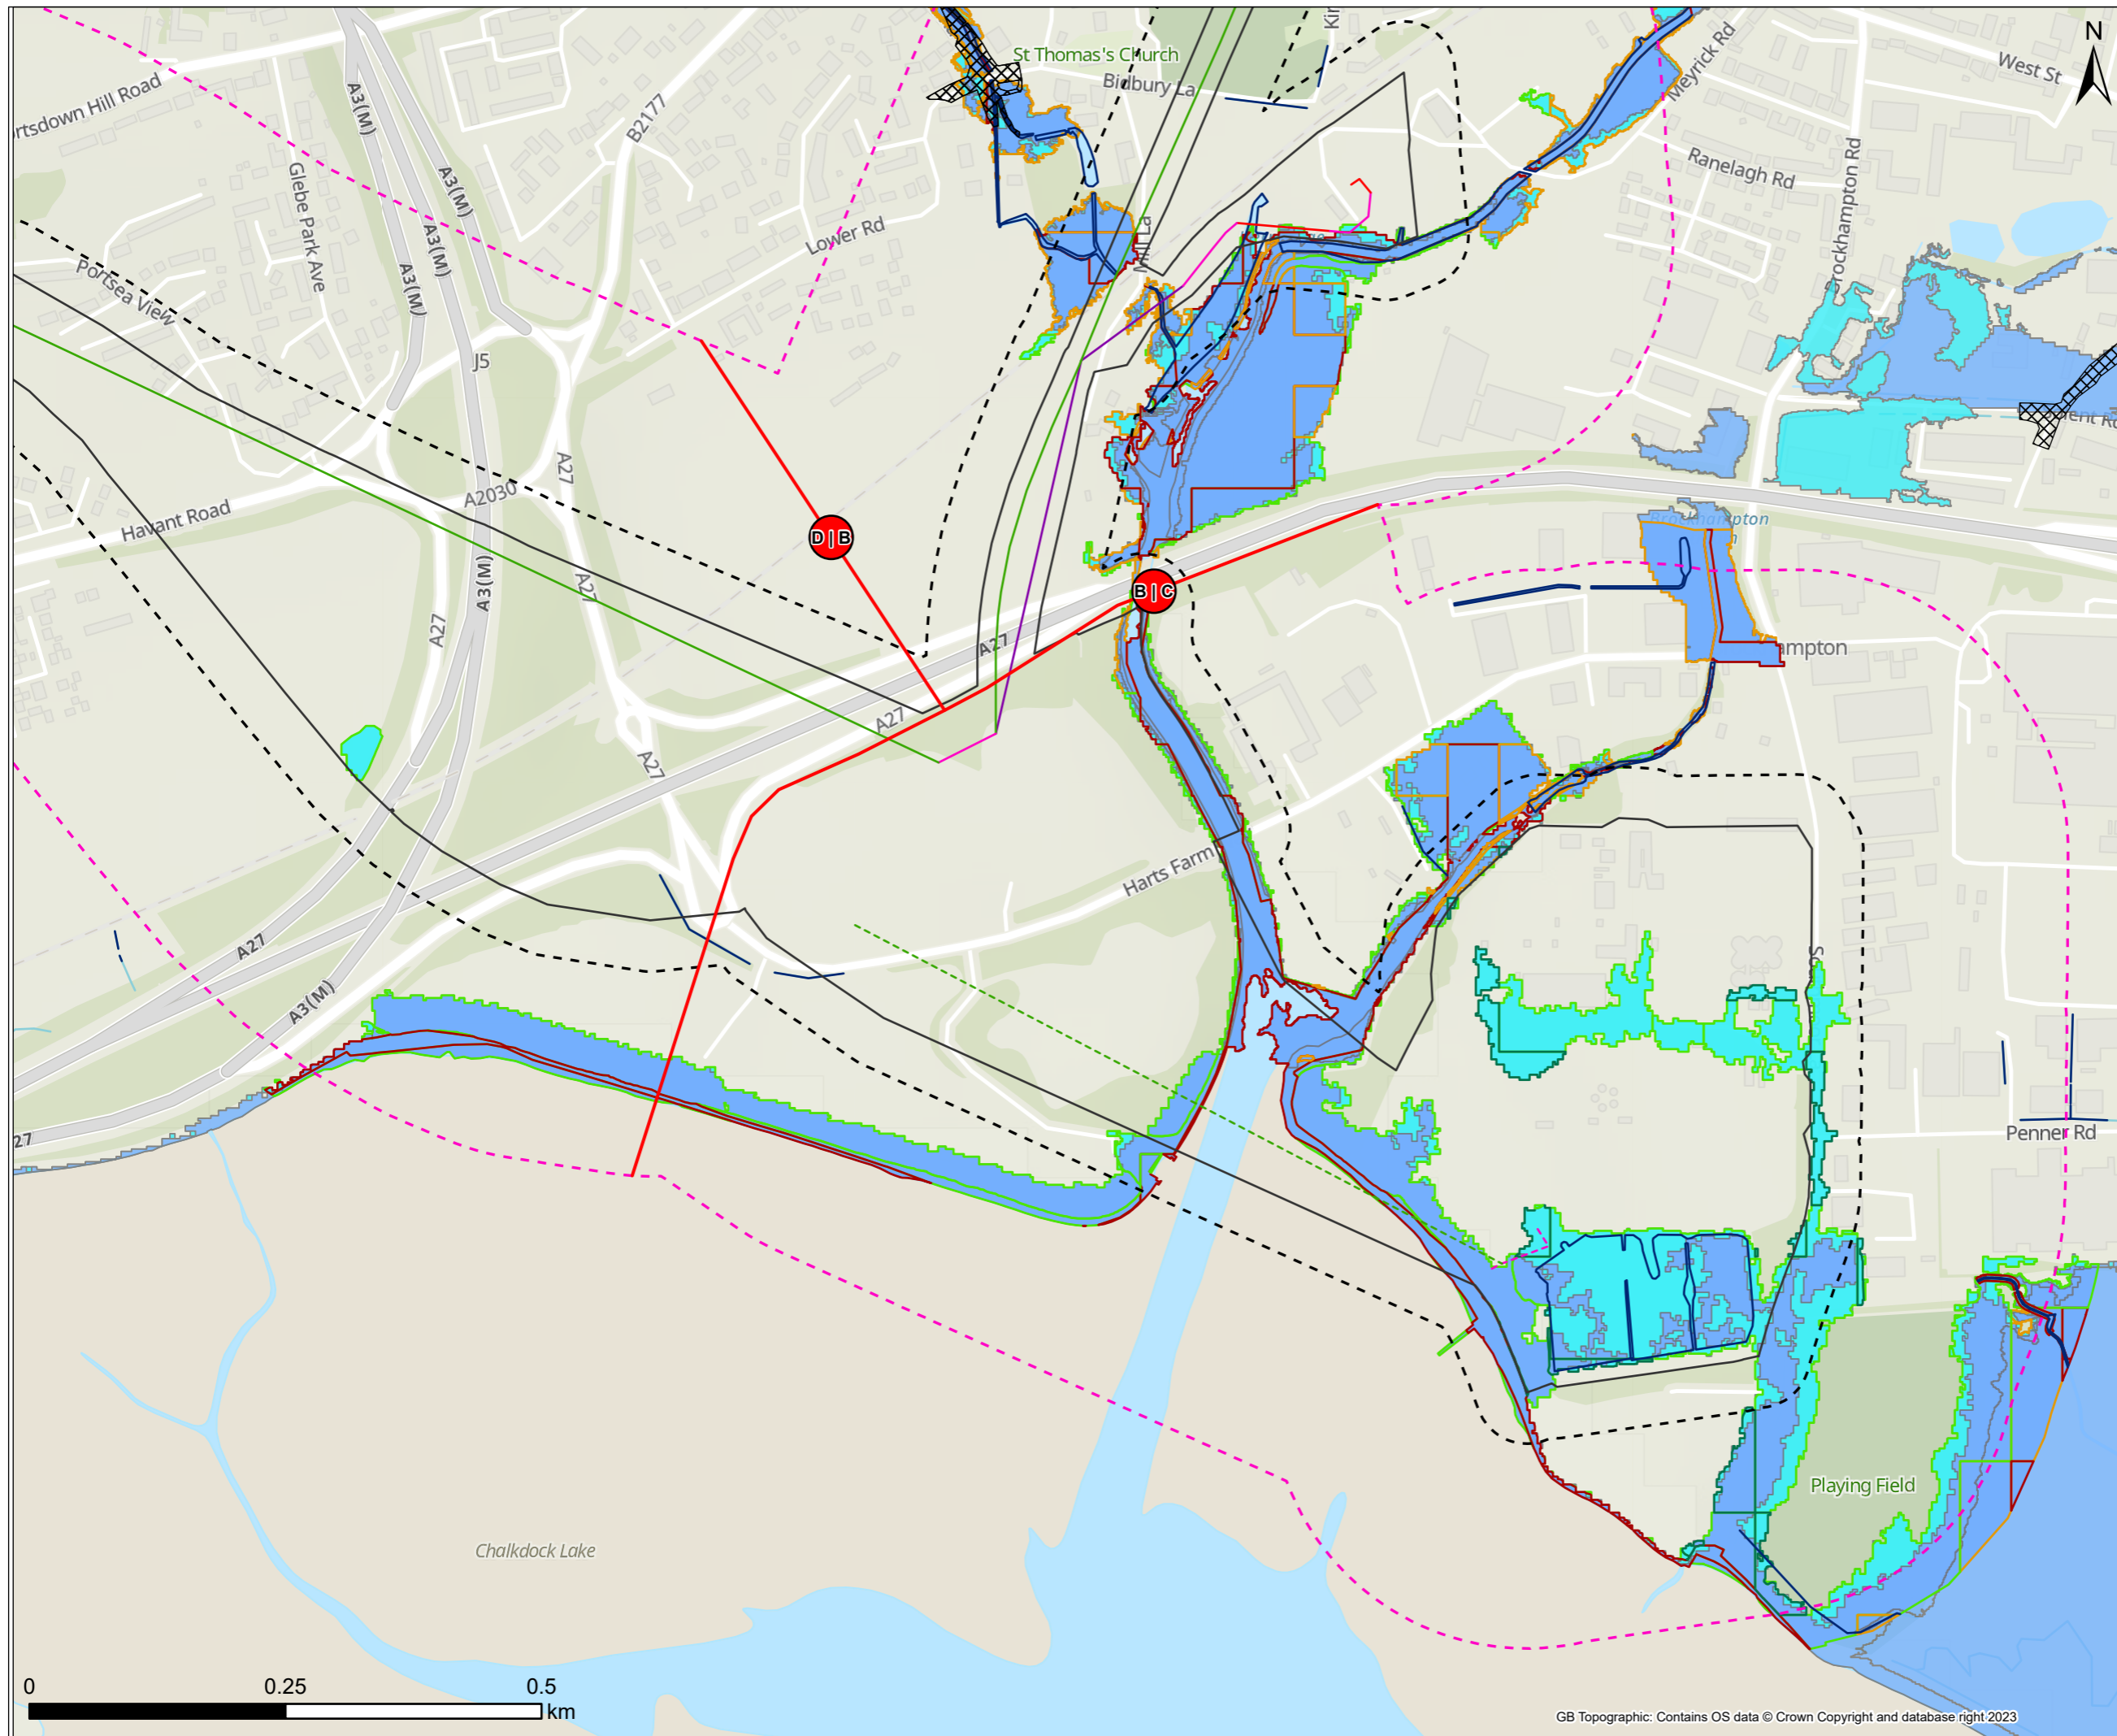 N
St Thomas's Church
Bidbury La
Meyrick Rd
West St
A3(M)
B2177
rtsdown Hill Road
Glebe Park Ave
A3(M)
Ranelagh Rd
Brockhampton Rd
Lower Rd
Mill La
A3(M)
A3(M)
Portsea View
J5
A27
A2030
Havant Road
D | B
Brockhampton
B | C
A3(M)
A27
A27
A27
ampton
A27
A27
Harts Farm
A27
A3(M)
27
Penner Rd
Playing Field
Chalkdock Lake
0
0.25
0.5
km
GB Topographic: Contains OS data © Crown Copyright and database right 2023